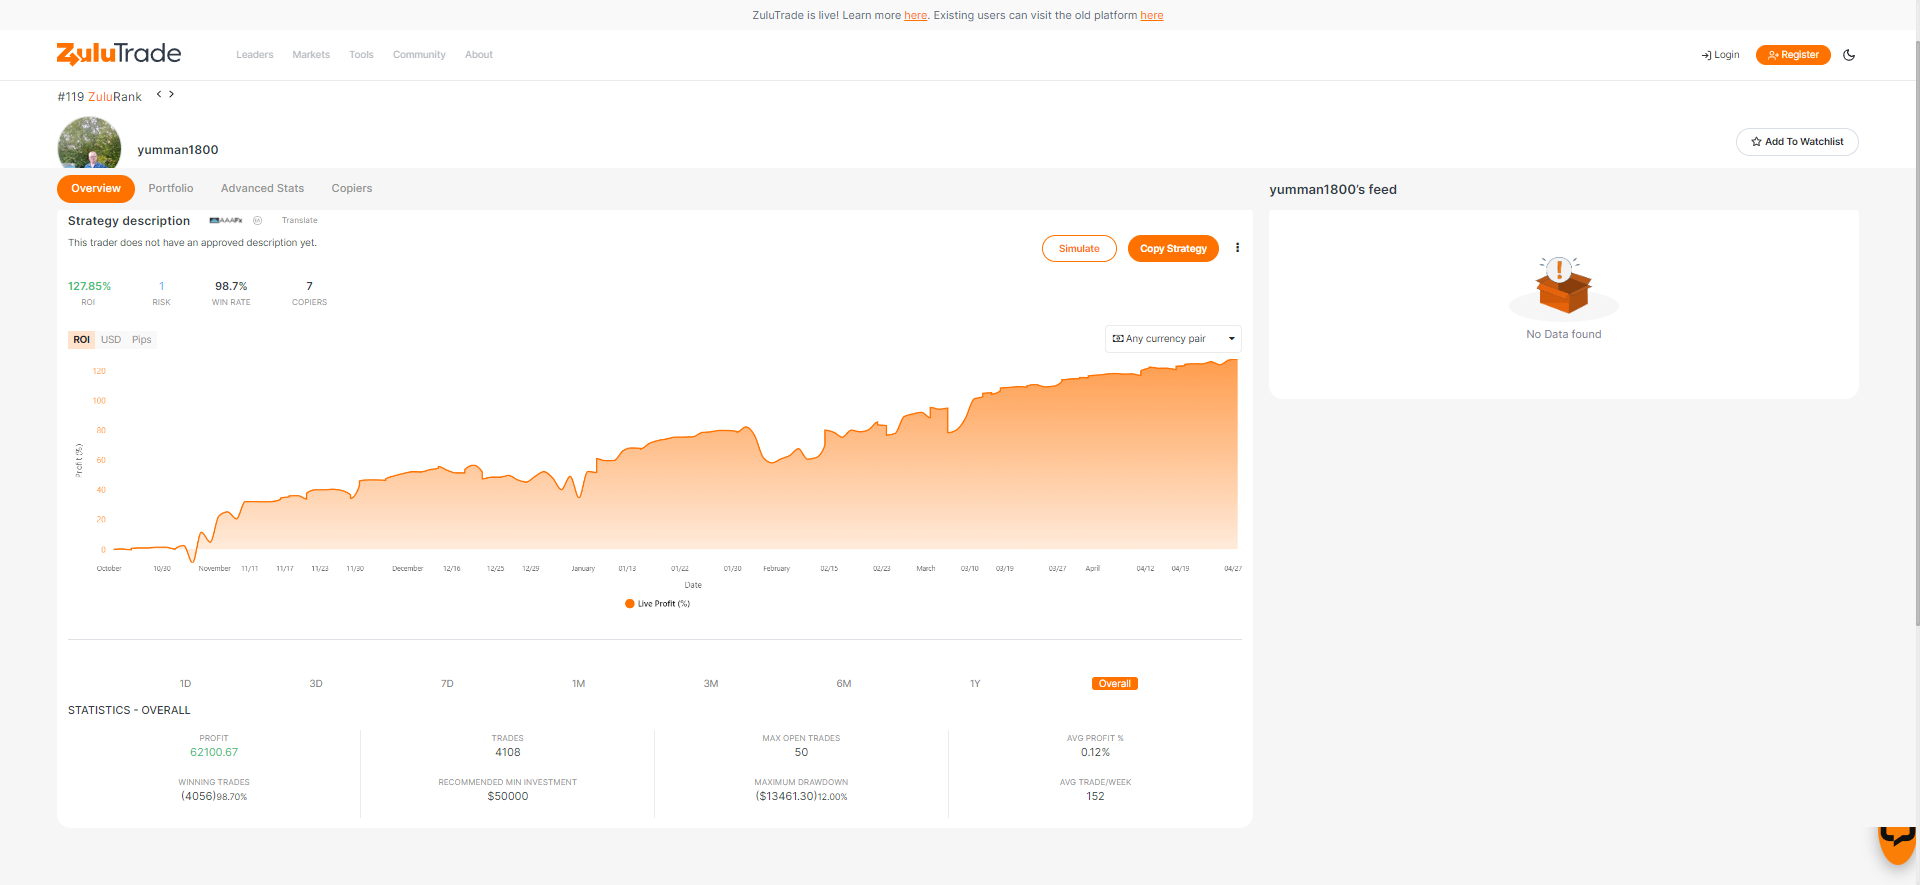 ZuluTrade is live! Learn more here. Existing users can visit the old platform here
ZuluTrade
Leaders Markets Tools Community About
Login Register
#119 ZuluRank < >
yumman1800
Add To Watchlist
Overview Portfolio Advanced Stats Copiers
yumman1800's feed
Strategy description AAAFx Translate
This trader does not have an approved description yet.
Simulate Copy Strategy
127.85% 1 98.7% 7
ROI RISK WIN RATE COPIERS
No Data found
ROI USD Pips
Any currency pair
120
100
80
60
40
20
0
Profit (%)
October 10/30 November 11/11 11/17 11/23 11/30 December 12/16 12/25 12/29 January 01/13 01/22 01/30 February 02/15 02/23 March 03/10 03/19 03/27 April 04/12 04/19 04/27
Date
Live Profit (%)
1D 3D 7D 1M 3M 6M 1Y Overall
STATISTICS - OVERALL
PROFIT TRADES MAX OPEN TRADES AVG PROFIT %
62100.67 4108 50 0.12%
WINNING TRADES RECOMMENDED MIN INVESTMENT MAXIMUM DRAWDOWN AVG TRADE/WEEK
(4056)98.70% $50000 ($13461.30)12.00% 152